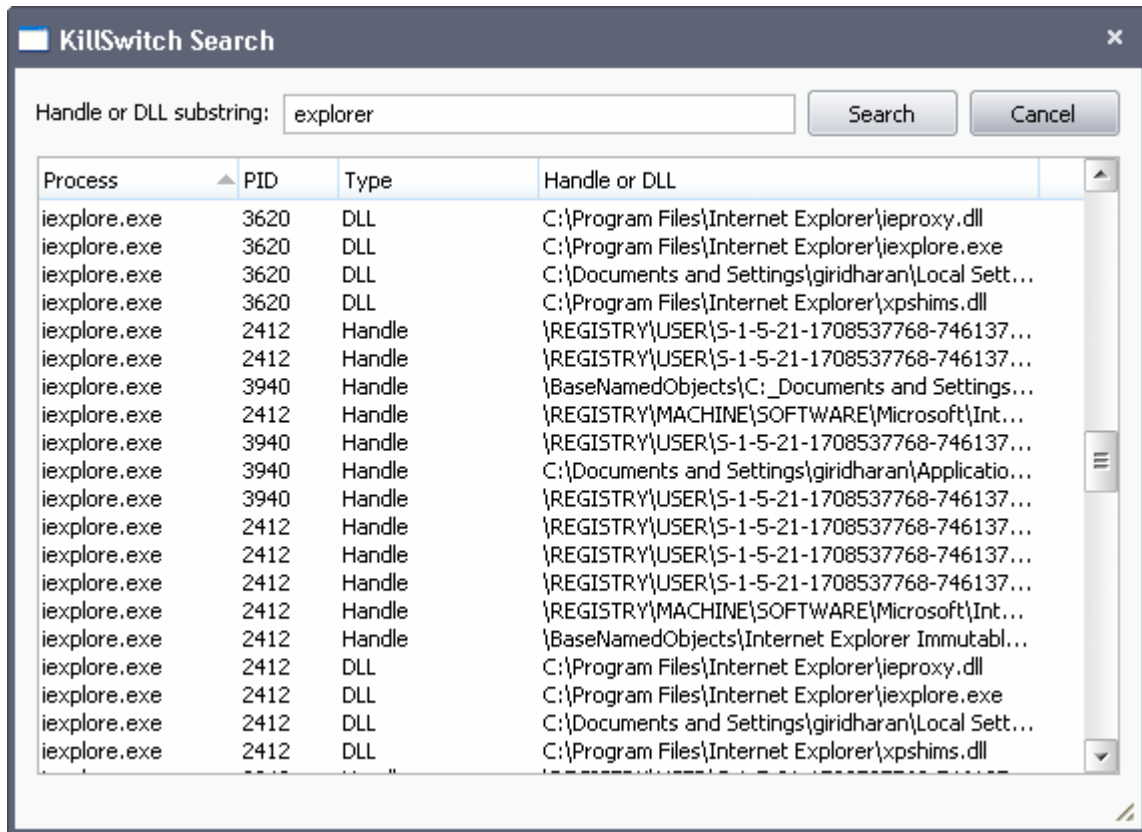 KillSwitch Search
Handle or DLL substring: explorer Search Cancel
Process PID Type Handle or DLL
iexplore.exe 3620 DLL C:\Program Files\Internet Explorer\ieproxy.dll
iexplore.exe 3620 DLL C:\Program Files\Internet Explorer\iexplore.exe
iexplore.exe 3620 DLL C:\Documents and Settings\giridharan\Local Sett...
iexplore.exe 3620 DLL C:\Program Files\Internet Explorer\xpshims.dll
iexplore.exe 2412 Handle \REGISTRY\USER\S-1-5-21-1708537768-746137...
iexplore.exe 2412 Handle \REGISTRY\USER\S-1-5-21-1708537768-746137...
iexplore.exe 3940 Handle \BaseNamedObjects\C:_Documents and Settings...
iexplore.exe 2412 Handle \REGISTRY\MACHINE\SOFTWARE\Microsoft\Int...
iexplore.exe 3940 Handle \REGISTRY\USER\S-1-5-21-1708537768-746137...
iexplore.exe 3940 Handle C:\Documents and Settings\giridharan\Applicatio...
iexplore.exe 3940 Handle \REGISTRY\USER\S-1-5-21-1708537768-746137...
iexplore.exe 2412 Handle \REGISTRY\USER\S-1-5-21-1708537768-746137...
iexplore.exe 2412 Handle \REGISTRY\USER\S-1-5-21-1708537768-746137...
iexplore.exe 2412 Handle \REGISTRY\USER\S-1-5-21-1708537768-746137...
iexplore.exe 2412 Handle \REGISTRY\MACHINE\SOFTWARE\Microsoft\Int...
iexplore.exe 2412 Handle \BaseNamedObjects\Internet Explorer Immutabl...
iexplore.exe 2412 DLL C:\Program Files\Internet Explorer\ieproxy.dll
iexplore.exe 2412 DLL C:\Program Files\Internet Explorer\iexplore.exe
iexplore.exe 2412 DLL C:\Documents and Settings\giridharan\Local Sett...
iexplore.exe 2412 DLL C:\Program Files\Internet Explorer\xpshims.dll